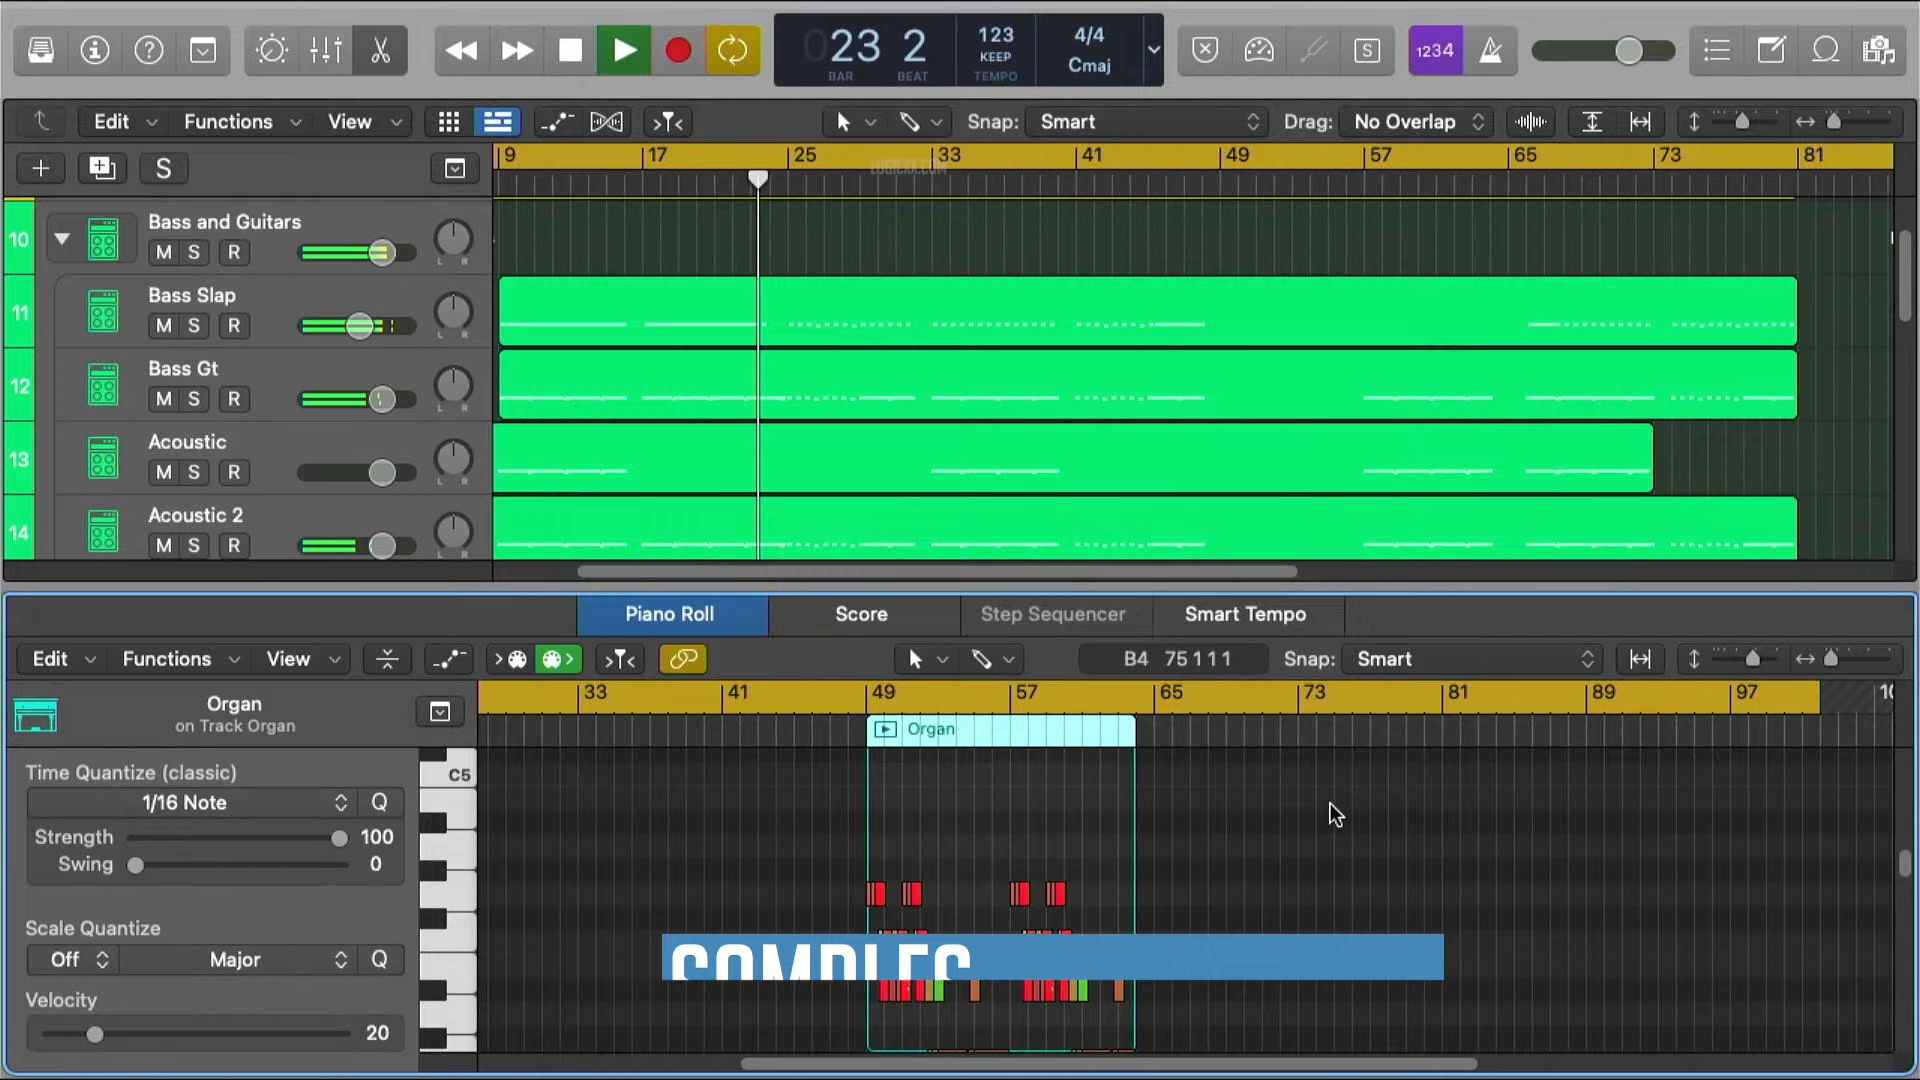 23 2
BAR BEAT
123
KEEP
TEMPO
4/4
Cmaj
S
1234
Edit Functions View Snap: Smart Drag: No Overlap
S
9 17 25 33 41 49 57 65 73 81
LOGICXX.COM
10 Bass and Guitars
M S R
L R
11 Bass Slap
M S R
L R
12 Bass Gt
M S R
L R
13 Acoustic
M S R
L R
14 Acoustic 2
M S R
L R
Piano Roll Score Step Sequencer Smart Tempo
Edit Functions View B4 75 1 1 1 Snap: Smart
Organ
on Track Organ
33 41 49 57 65 73 81 89 97
Organ
C5
Time Quantize (classic)
1/16 Note Q
Strength 100
Swing 0
Scale Quantize
Off Major Q
Velocity
20